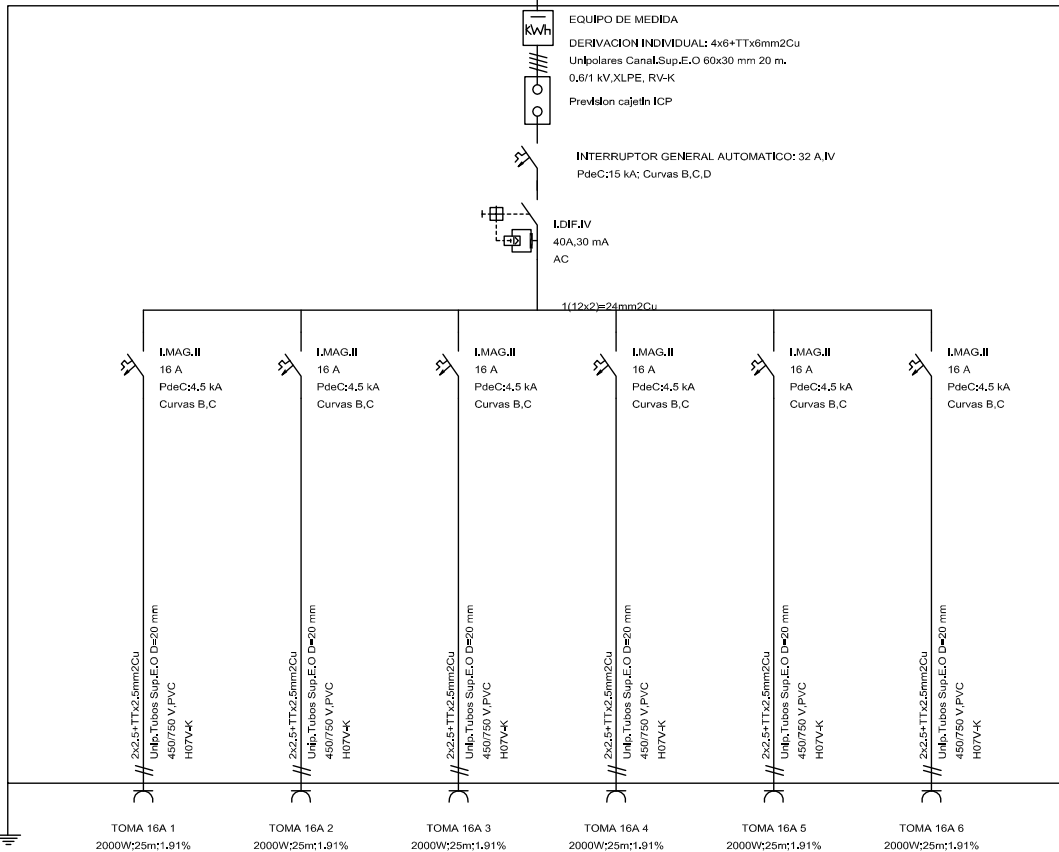 KWh
EQUIPO DE MEDIDA
DERIVACION INDIVIDUAL: 4x6+TTx6mm2Cu
Unipolares Canal.Sup.E.O 60x30 mm 20 m.
0.6/1 kV,XLPE, RV-K
Prevision cajetin ICP
INTERRUPTOR GENERAL AUTOMATICO: 32 A,IV
PdeC:15 kA; Curvas B,C,D
I.DIF.IV
40A,30 mA
AC
1(12x2)=24mm2Cu
I.MAG.II
16 A
PdeC:4.5 kA
Curvas B,C
I.MAG.II
16 A
PdeC:4.5 kA
Curvas B,C
I.MAG.II
16 A
PdeC:4.5 kA
Curvas B,C
I.MAG.II
16 A
PdeC:4.5 kA
Curvas B,C
I.MAG.II
16 A
PdeC:4.5 kA
Curvas B,C
I.MAG.II
16 A
PdeC:4.5 kA
Curvas B,C
2x2.5+TTx2.5mm2Cu
Unip.Tubos Sup.E.O D=20 mm
450/750 V,PVC
H07V-K
2x2.5+TTx2.5mm2Cu
Unip.Tubos Sup.E.O D=20 mm
450/750 V,PVC
H07V-K
2x2.5+TTx2.5mm2Cu
Unip.Tubos Sup.E.O D=20 mm
450/750 V,PVC
H07V-K
2x2.5+TTx2.5mm2Cu
Unip.Tubos Sup.E.O D=20 mm
450/750 V,PVC
H07V-K
2x2.5+TTx2.5mm2Cu
Unip.Tubos Sup.E.O D=20 mm
450/750 V,PVC
H07V-K
2x2.5+TTx2.5mm2Cu
Unip.Tubos Sup.E.O D=20 mm
450/750 V,PVC
H07V-K
TOMA 16A 1
2000W;25m;1.91%
TOMA 16A 2
2000W;25m;1.91%
TOMA 16A 3
2000W;25m;1.91%
TOMA 16A 4
2000W;25m;1.91%
TOMA 16A 5
2000W;25m;1.91%
TOMA 16A 6
2000W;25m;1.91%